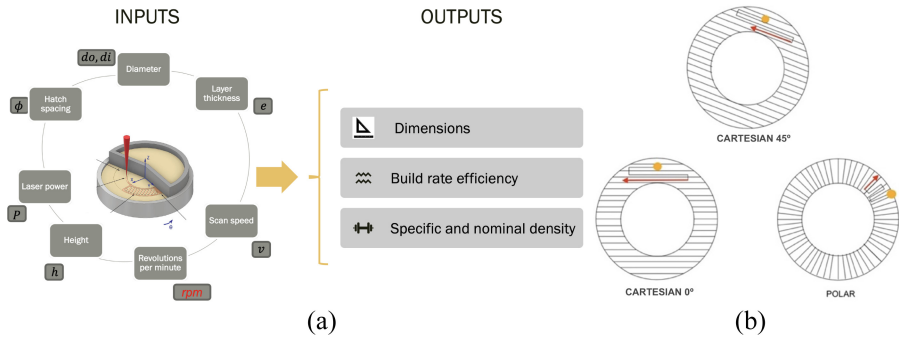 INPUTS
OUTPUTS
do, di
Diameter
Layer
thickness
e
ϕ
Hatch
spacing
Laser power
P
Height
h
Revolutions
per minute
rpm
Scan speed
v
Dimensions
Build rate efficiency
Specific and nominal density
CARTESIAN 45º
CARTESIAN 0º
POLAR
(a)
(b)